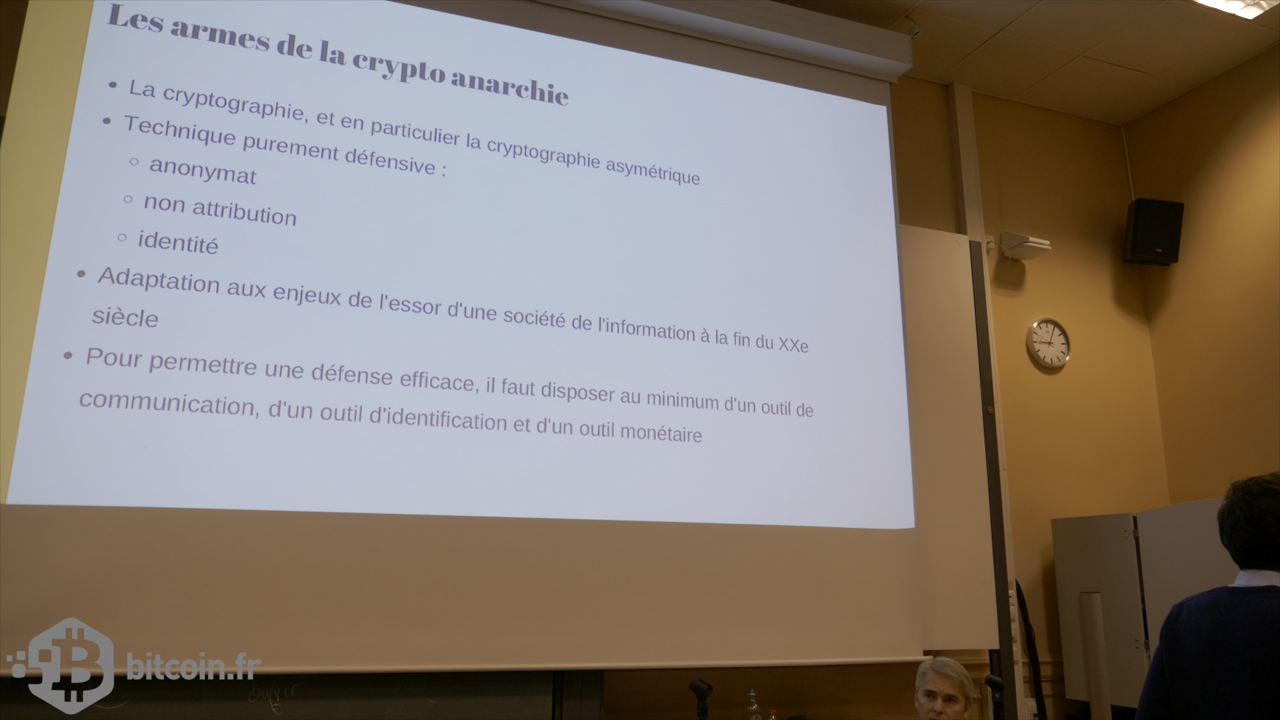 Les armes de la crypto anarchie
• La cryptographie, et en particulier la cryptographie asymétrique
• Technique purement défensive :
○ anonymat
○ non attribution
○ identité
• Adaptation aux enjeux de l'essor d'une société de l'information à la fin du XXe
siècle
• Pour permettre une défense efficace, il faut disposer au minimum d'un outil de
communication, d'un outil d'identification et d'un outil monétaire
bitcoin.fr